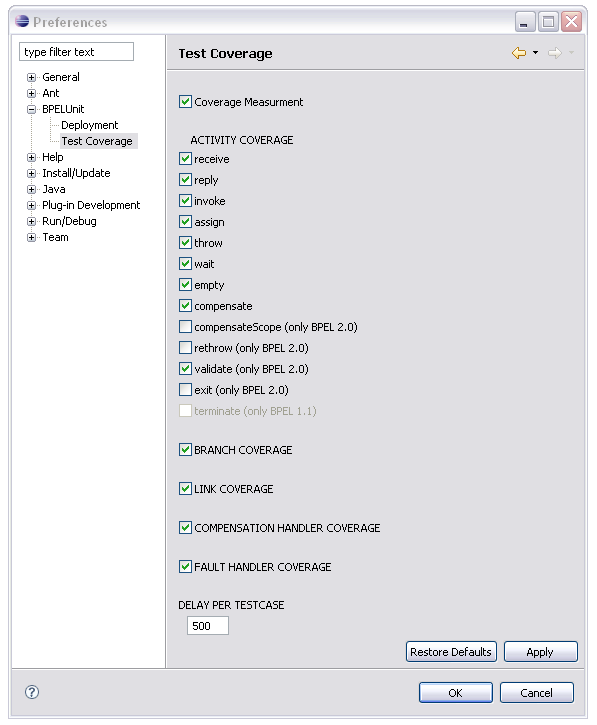 Preferences
type filter text
General
Ant
BPELUnit
Deployment
Test Coverage
Help
Install/Update
Java
Plug-in Development
Run/Debug
Team
Test Coverage
Coverage Measurment
ACTIVITY COVERAGE
receive
reply
invoke
assign
throw
wait
empty
compensate
compensateScope (only BPEL 2.0)
rethrow (only BPEL 2.0)
validate (only BPEL 2.0)
exit (only BPEL 2.0)
terminate (only BPEL 1.1)
BRANCH COVERAGE
LINK COVERAGE
COMPENSATION HANDLER COVERAGE
FAULT HANDLER COVERAGE
DELAY PER TESTCASE
500
Restore Defaults Apply
? OK Cancel